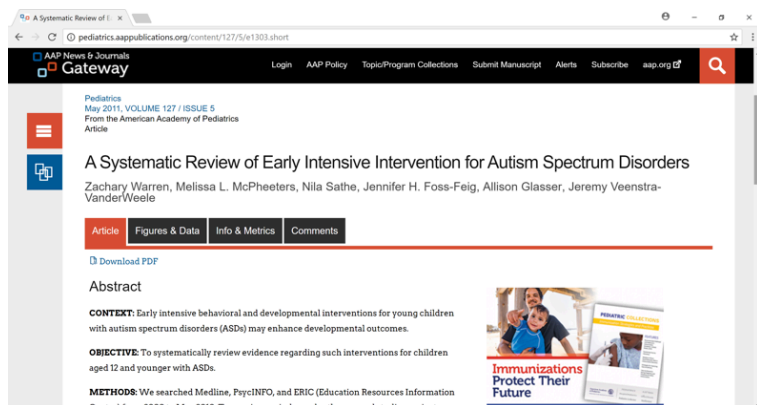 A Systematic Review of E
pediatrics.aappublications.org/content/127/5/e1303.short
AAP News & Journals
Gateway
Login AAP Policy Topic/Program Collections Submit Manuscript Alerts Subscribe aap.org
Pediatrics
May 2011, VOLUME 127 / ISSUE 5
From the American Academy of Pediatrics
Article
A Systematic Review of Early Intensive Intervention for Autism Spectrum Disorders
Zachary Warren, Melissa L. McPheeters, Nila Sathe, Jennifer H. Foss-Feig, Allison Glasser, Jeremy Veenstra-
VanderWeele
Article Figures & Data Info & Metrics Comments
Download PDF
Abstract
CONTEXT: Early intensive behavioral and developmental interventions for young children
with autism spectrum disorders (ASDs) may enhance developmental outcomes.
OBJECTIVE: To systematically review evidence regarding such interventions for children
aged 12 and younger with ASDs.
METHODS: We searched Medline, PsycINFO, and ERIC (Education Resources Information
PEDIATRIC COLLECTIONS
Immunizations
Protect Their
Future